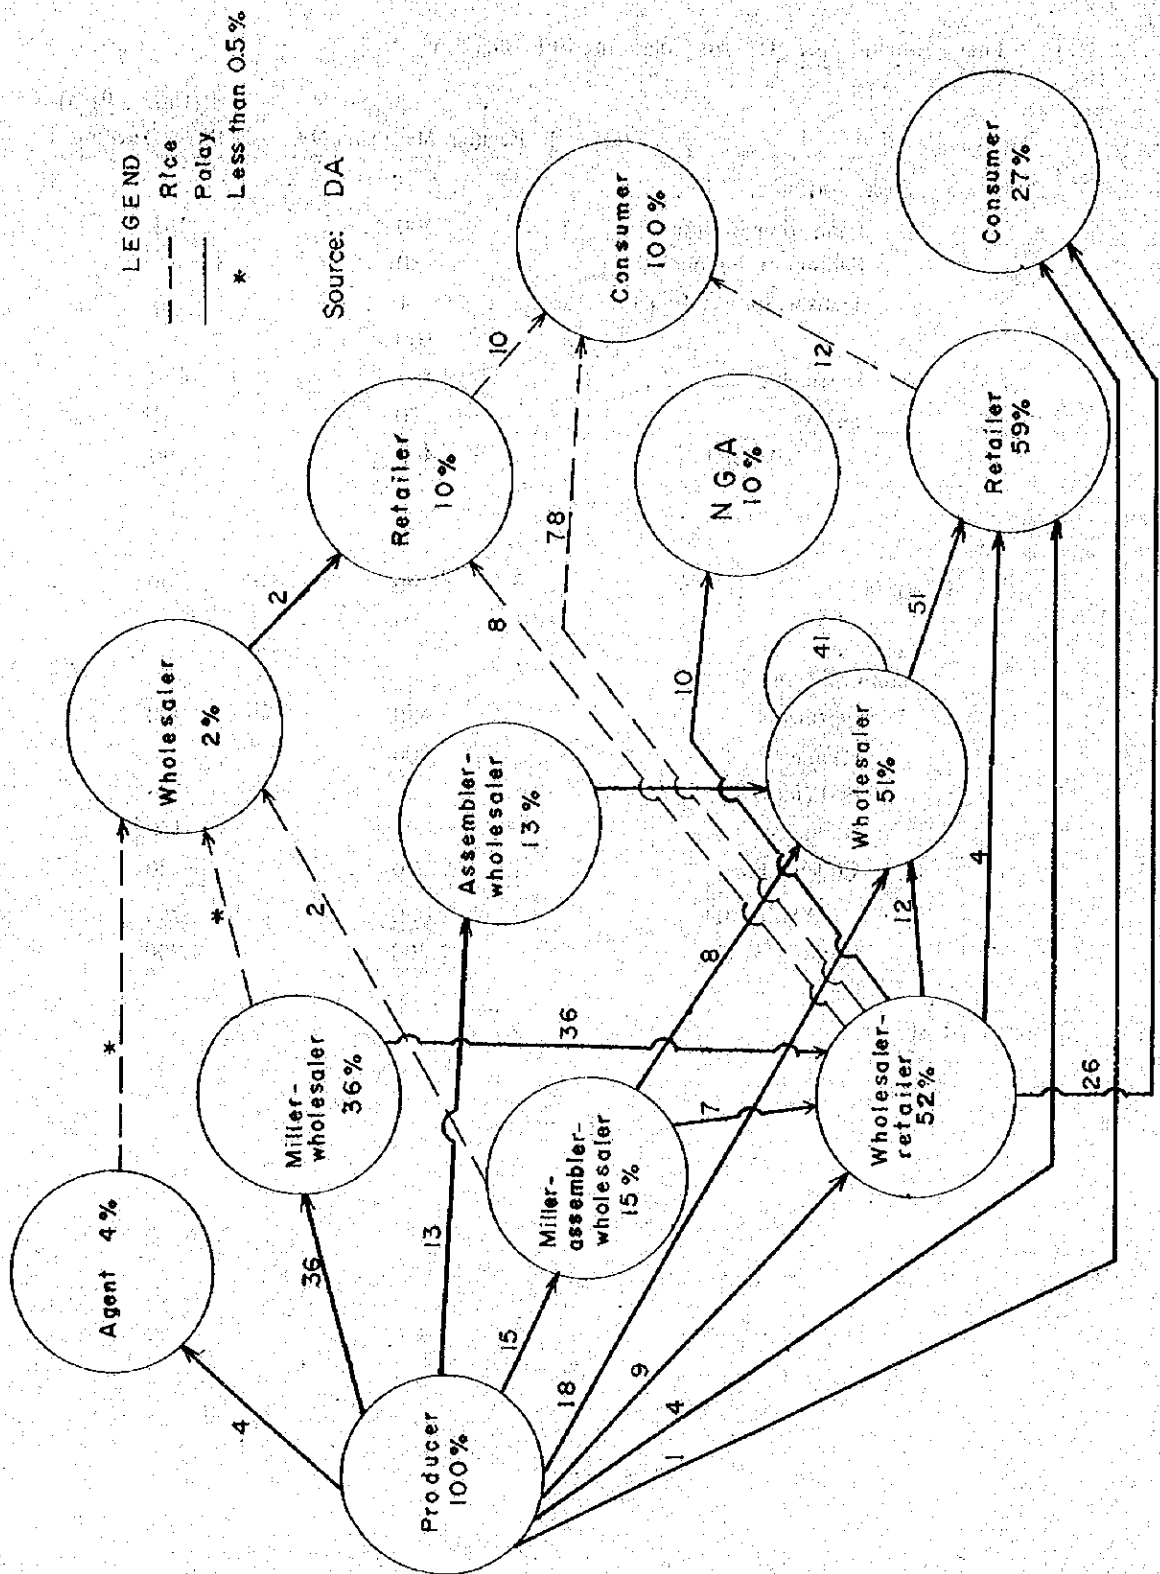 LEGEND :
Rice
Palay
* Less than 0.5%
Source: DA
Agent 4%
Wholesaler
2%
Miller-
wholesaler
36%
Retailer
10%
Producer
100%
Assembler-
wholesaler
13%
Consumer
100%
Miller-
assembler-
wholesaler
15%
N G A
10%
Wholesaler
51%
41
Wholesaler-
retailer
52%
Retailer
59%
Consumer
27%
4
36
13
15
18
9
4
1
*
*
2
36
7
8
2
8
78
10
10
12
51
4
12
26